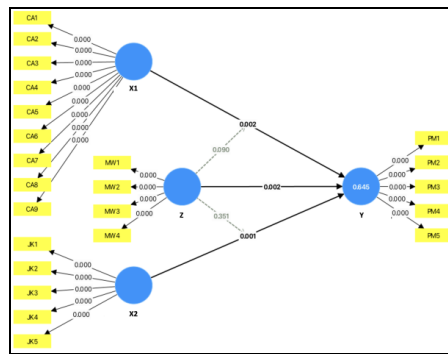 CA1
CA2
CA3
CA4
CA5
CA6
CA7
CA8
CA9
0.000
0.000
0.000
0.000
0.000
0.000
0.000
0.000
0.000
X1
0.002
0.090
MW1
MW2
MW3
MW4
0.000
0.000
0.000
0.000
Z
0.002
0.351
0.645
Y
0.000
0.000
0.000
0.000
0.000
PM1
PM2
PM3
PM4
PM5
0.001
JK1
JK2
JK3
JK4
JK5
0.000
0.000
0.000
0.000
0.000
X2